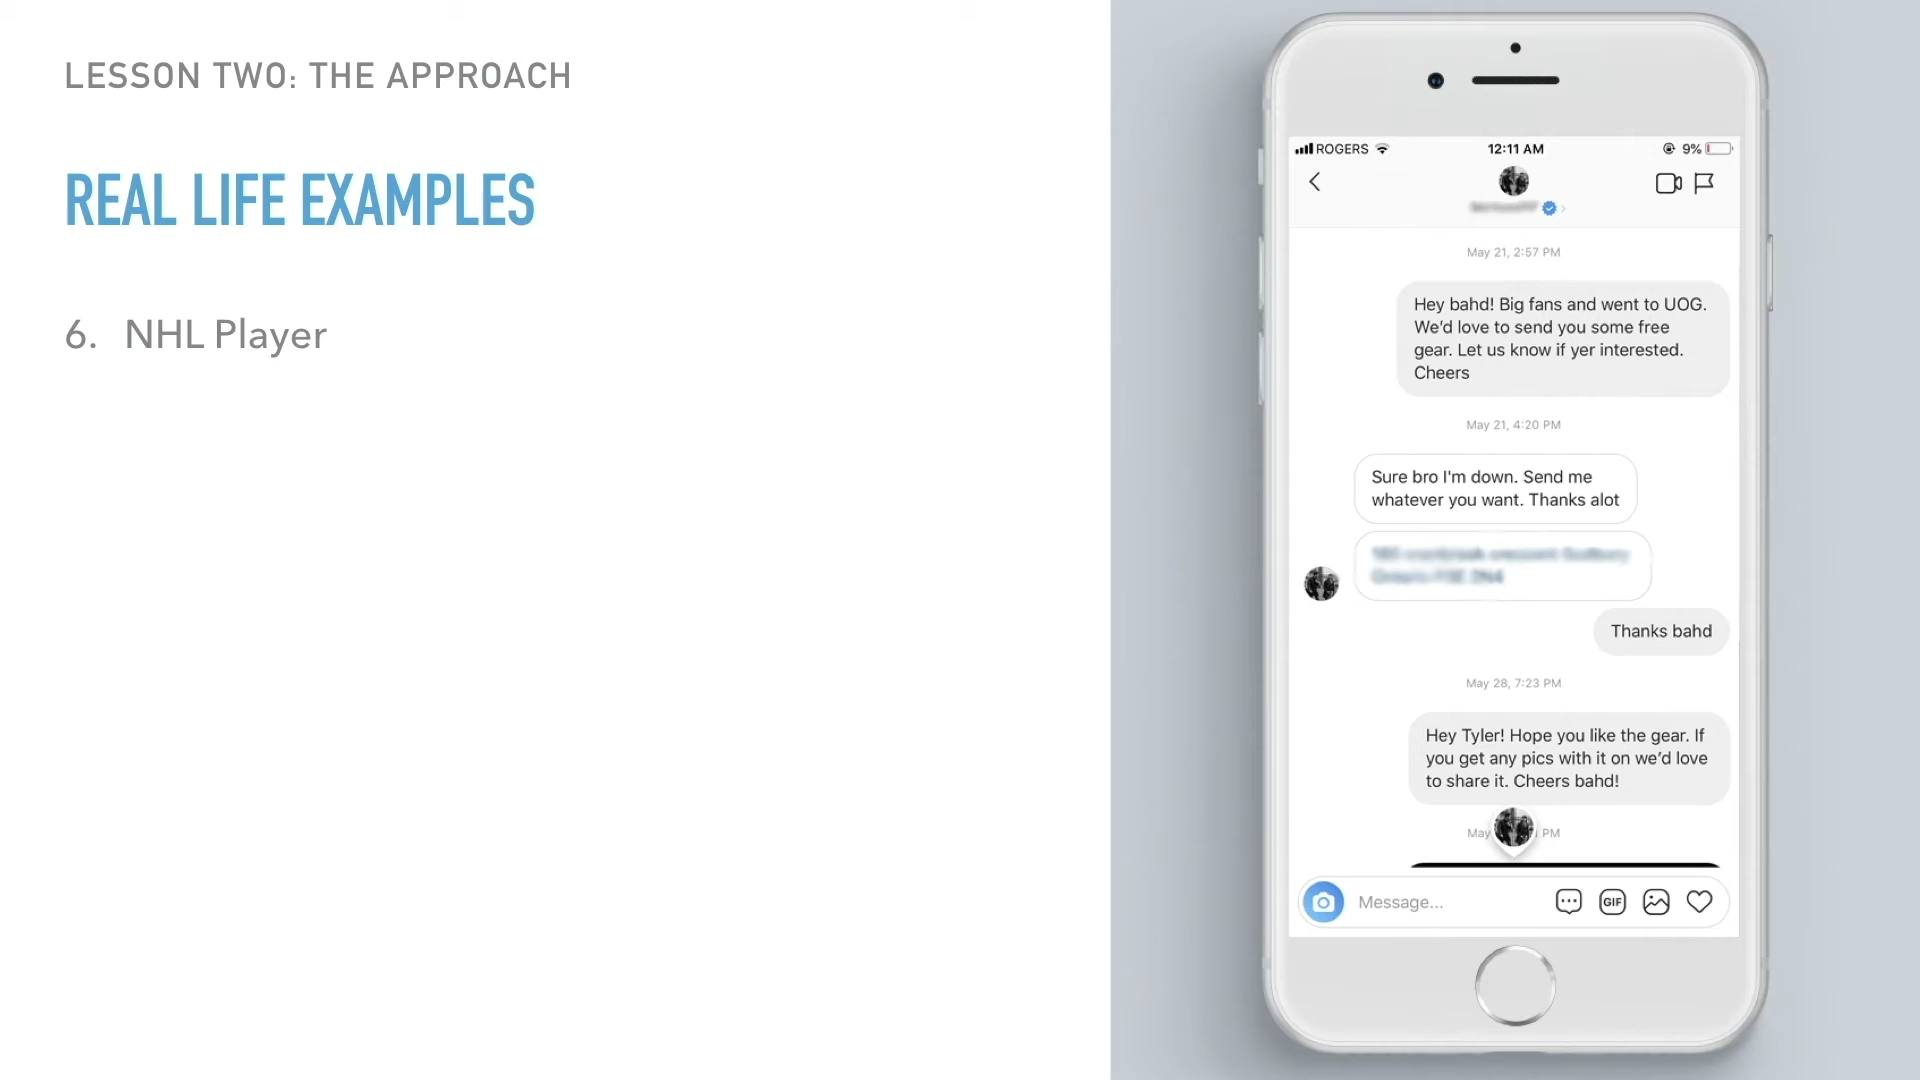 LESSON TWO: THE APPROACH
REAL LIFE EXAMPLES
6. NHL Player
ROGERS
12:11 AM
9%
May 21, 2:57 PM
Hey bahd! Big fans and went to UOG.
We'd love to send you some free
gear. Let us know if yer interested.
Cheers
May 21, 4:20 PM
Sure bro I'm down. Send me
whatever you want. Thanks alot
Thanks bahd
May 28, 7:23 PM
Hey Tyler! Hope you like the gear. If
you get any pics with it on we'd love
to share it. Cheers bahd!
May PM
Message...
GIF